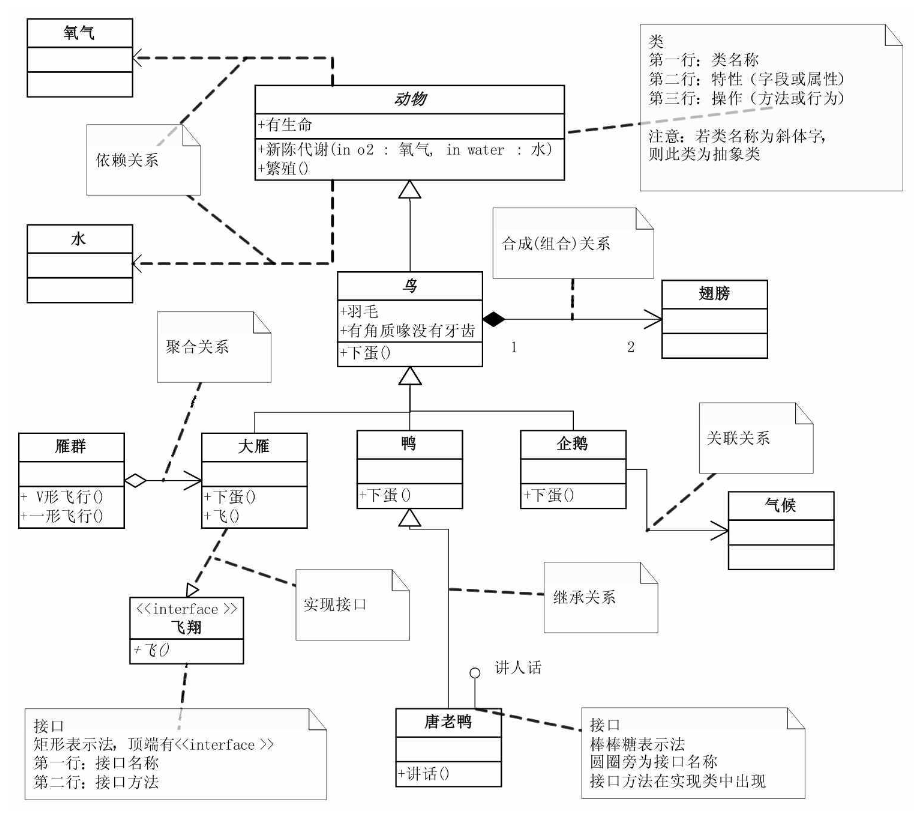 氧气
类
第一行：类名称
第二行：特性（字段或属性）
第三行：操作（方法或行为）
注意：若类名称为斜体字，
则此类为抽象类
动物
+有生命
+新陈代谢(in o2 : 氧气, in water : 水)
+繁殖()
依赖关系
水
合成(组合)关系
鸟
+羽毛
+有角质喙没有牙齿
+下蛋()
1
2
翅膀
聚合关系
雁群
+ V形飞行()
+一形飞行()
大雁
+下蛋()
+飞()
鸭
+下蛋()
企鹅
+下蛋()
关联关系
气候
实现接口
继承关系
<<interface >>
飞翔
+飞()
讲人话
唐老鸭
+讲话()
接口
矩形表示法，顶端有<<interface >>
第一行：接口名称
第二行：接口方法
接口
棒棒糖表示法
圆圈旁为接口名称
接口方法在实现类中出现